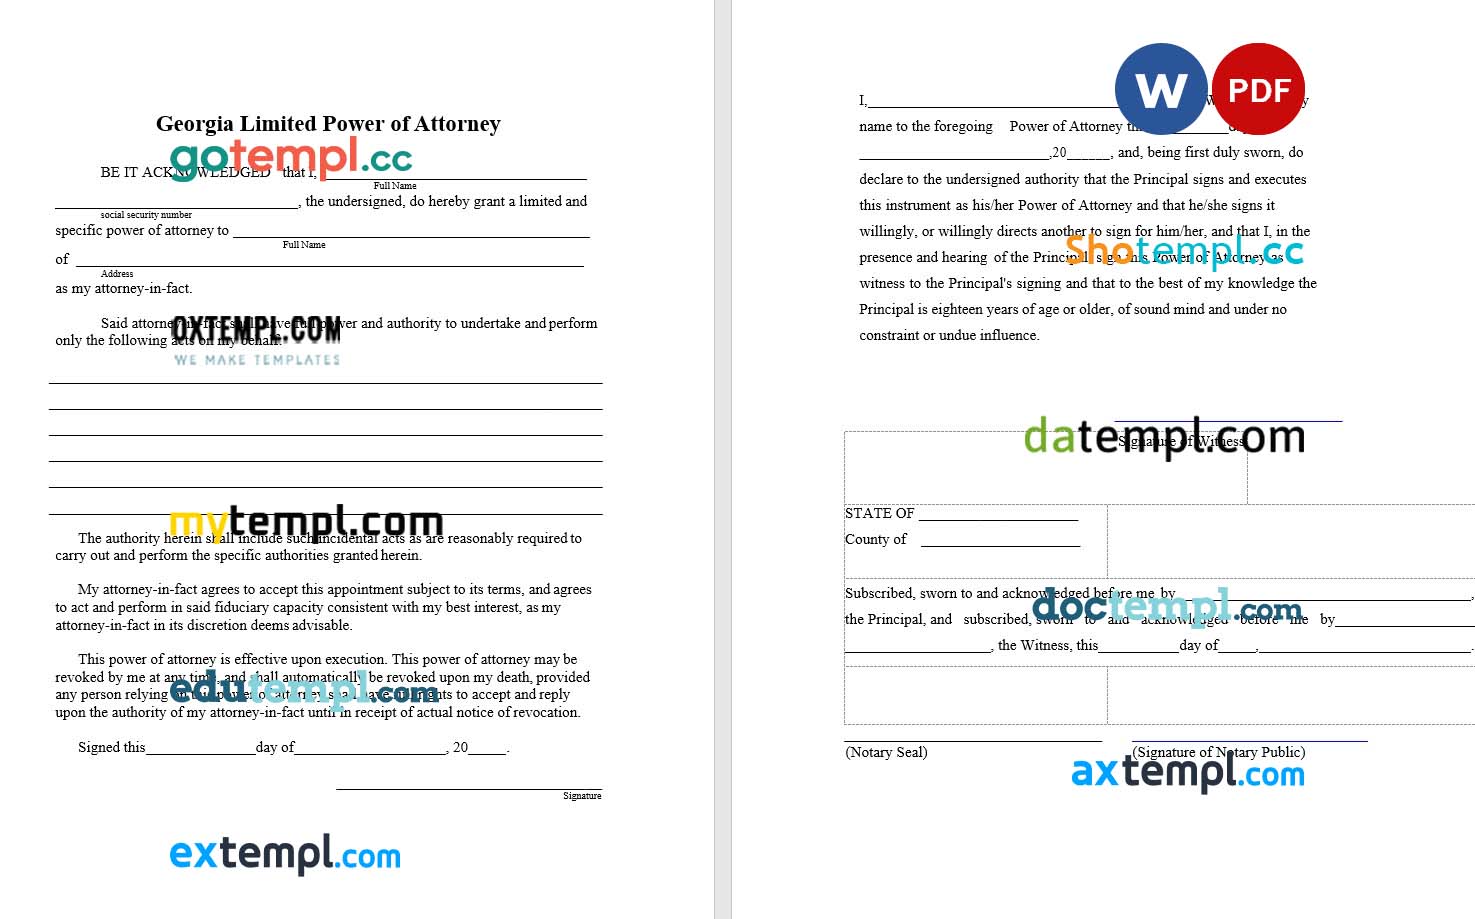 Georgia Limited Power of Attorney
gotempl.cc
BE IT ACKNOWLEDGED that I, ____________________
Full Name
____________________, the undersigned, do hereby grant a limited and
social security number
specific power of attorney to ____________________
Full Name
of ____________________
Address
as my attorney-in-fact.
Said attorney-in-fact shall have full power and authority to undertake and perform
only the following acts on my behalf:
OXTEMPL.COM
WE MAKE TEMPLATES
mytempl.com
The authority herein shall include such incidental acts as are reasonably required to
carry out and perform the specific authorities granted herein.
My attorney-in-fact agrees to accept this appointment subject to its terms, and agrees
to act and perform in said fiduciary capacity consistent with my best interest, as my
attorney-in-fact in its discretion deems advisable.
This power of attorney is effective upon execution. This power of attorney may be
revoked by me at any time, and shall automatically be revoked upon my death, provided
any person relying on this power of attorney shall have full rights to accept and reply
upon the authority of my attorney-in-fact until in receipt of actual notice of revocation.
edutempl.com
Signed this_______________day of____________________, 20_____.
Signature
extempl.com
W PDF
I,____________________
name to the foregoing Power of Attorney
____________________,20______, and, being first duly sworn, do
declare to the undersigned authority that the Principal signs and executes
this instrument as his/her Power of Attorney and that he/she signs it
willingly, or willingly directs another to sign for him/her, and that I, in the
presence and hearing of the Principal, sign this Power of Attorney as
witness to the Principal's signing and that to the best of my knowledge the
Principal is eighteen years of age or older, of sound mind and under no
constraint or undue influence.
Shotempl.cc
datempl.com
Signature of Witness
STATE OF ____________________
County of ____________________
Subscribed, sworn to and acknowledged before me by____________________,
the Principal, and subscribed, sworn to and acknowledged before me by____________________
____________________, the Witness, this___________day of_____,____________________.
doctempl.com
(Notary Seal) (Signature of Notary Public)
axtempl.com